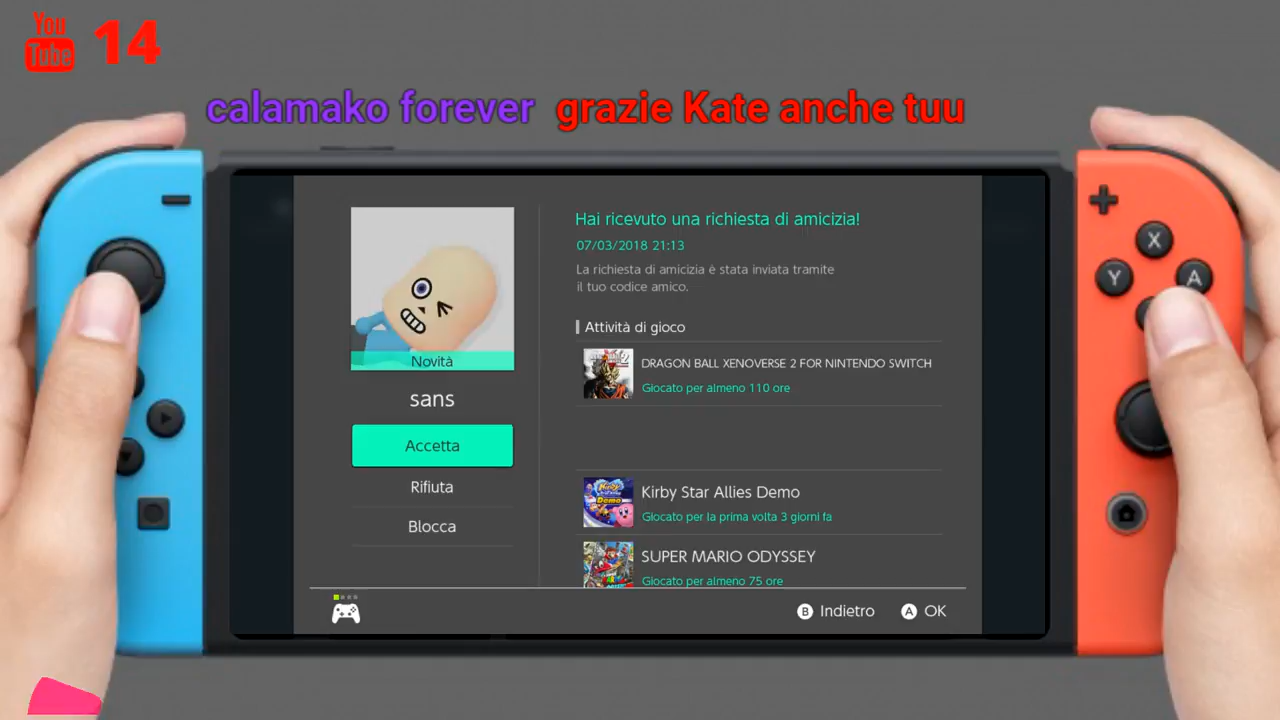 You
Tube
14
calamako forever grazie Kate anche tuu
Hai ricevuto una richiesta di amicizia!
07/03/2018 21:13
La richiesta di amicizia è stata inviata tramite
il tuo codice amico.
Novità
sans
Accetta
Rifiuta
Blocca
Attività di gioco
DRAGON BALL XENOVERSE 2 FOR NINTENDO SWITCH
Giocato per almeno 110 ore
Kirby Star Allies Demo
Giocato per la prima volta 3 giorni fa
SUPER MARIO ODYSSEY
Giocato per almeno 75 ore
B Indietro
A OK
X
Y
A